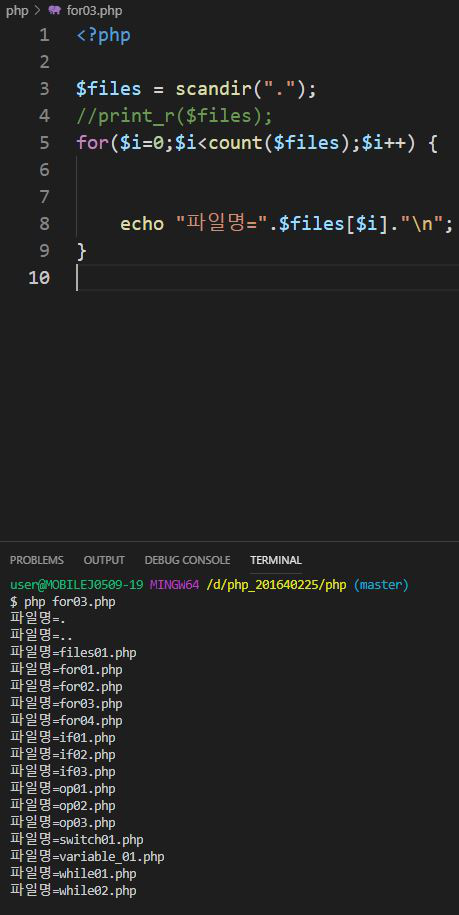 php > for03.php
1 <?php
2
3 $files = scandir(".");
4 //print_r($files);
5 for($i=0;$i<count($files);$i++) {
6
7
8 echo "파일명=".$files[$i]."\n";
9 }
10
PROBLEMS OUTPUT DEBUG CONSOLE TERMINAL
user@MOBILEJ0509-19 MINGW64 /d/php_201640225/php (master)
$ php for03.php
파일명=.
파일명=..
파일명=files01.php
파일명=for01.php
파일명=for02.php
파일명=for03.php
파일명=for04.php
파일명=if01.php
파일명=if02.php
파일명=if03.php
파일명=op01.php
파일명=op02.php
파일명=op03.php
파일명=switch01.php
파일명=variable_01.php
파일명=while01.php
파일명=while02.php